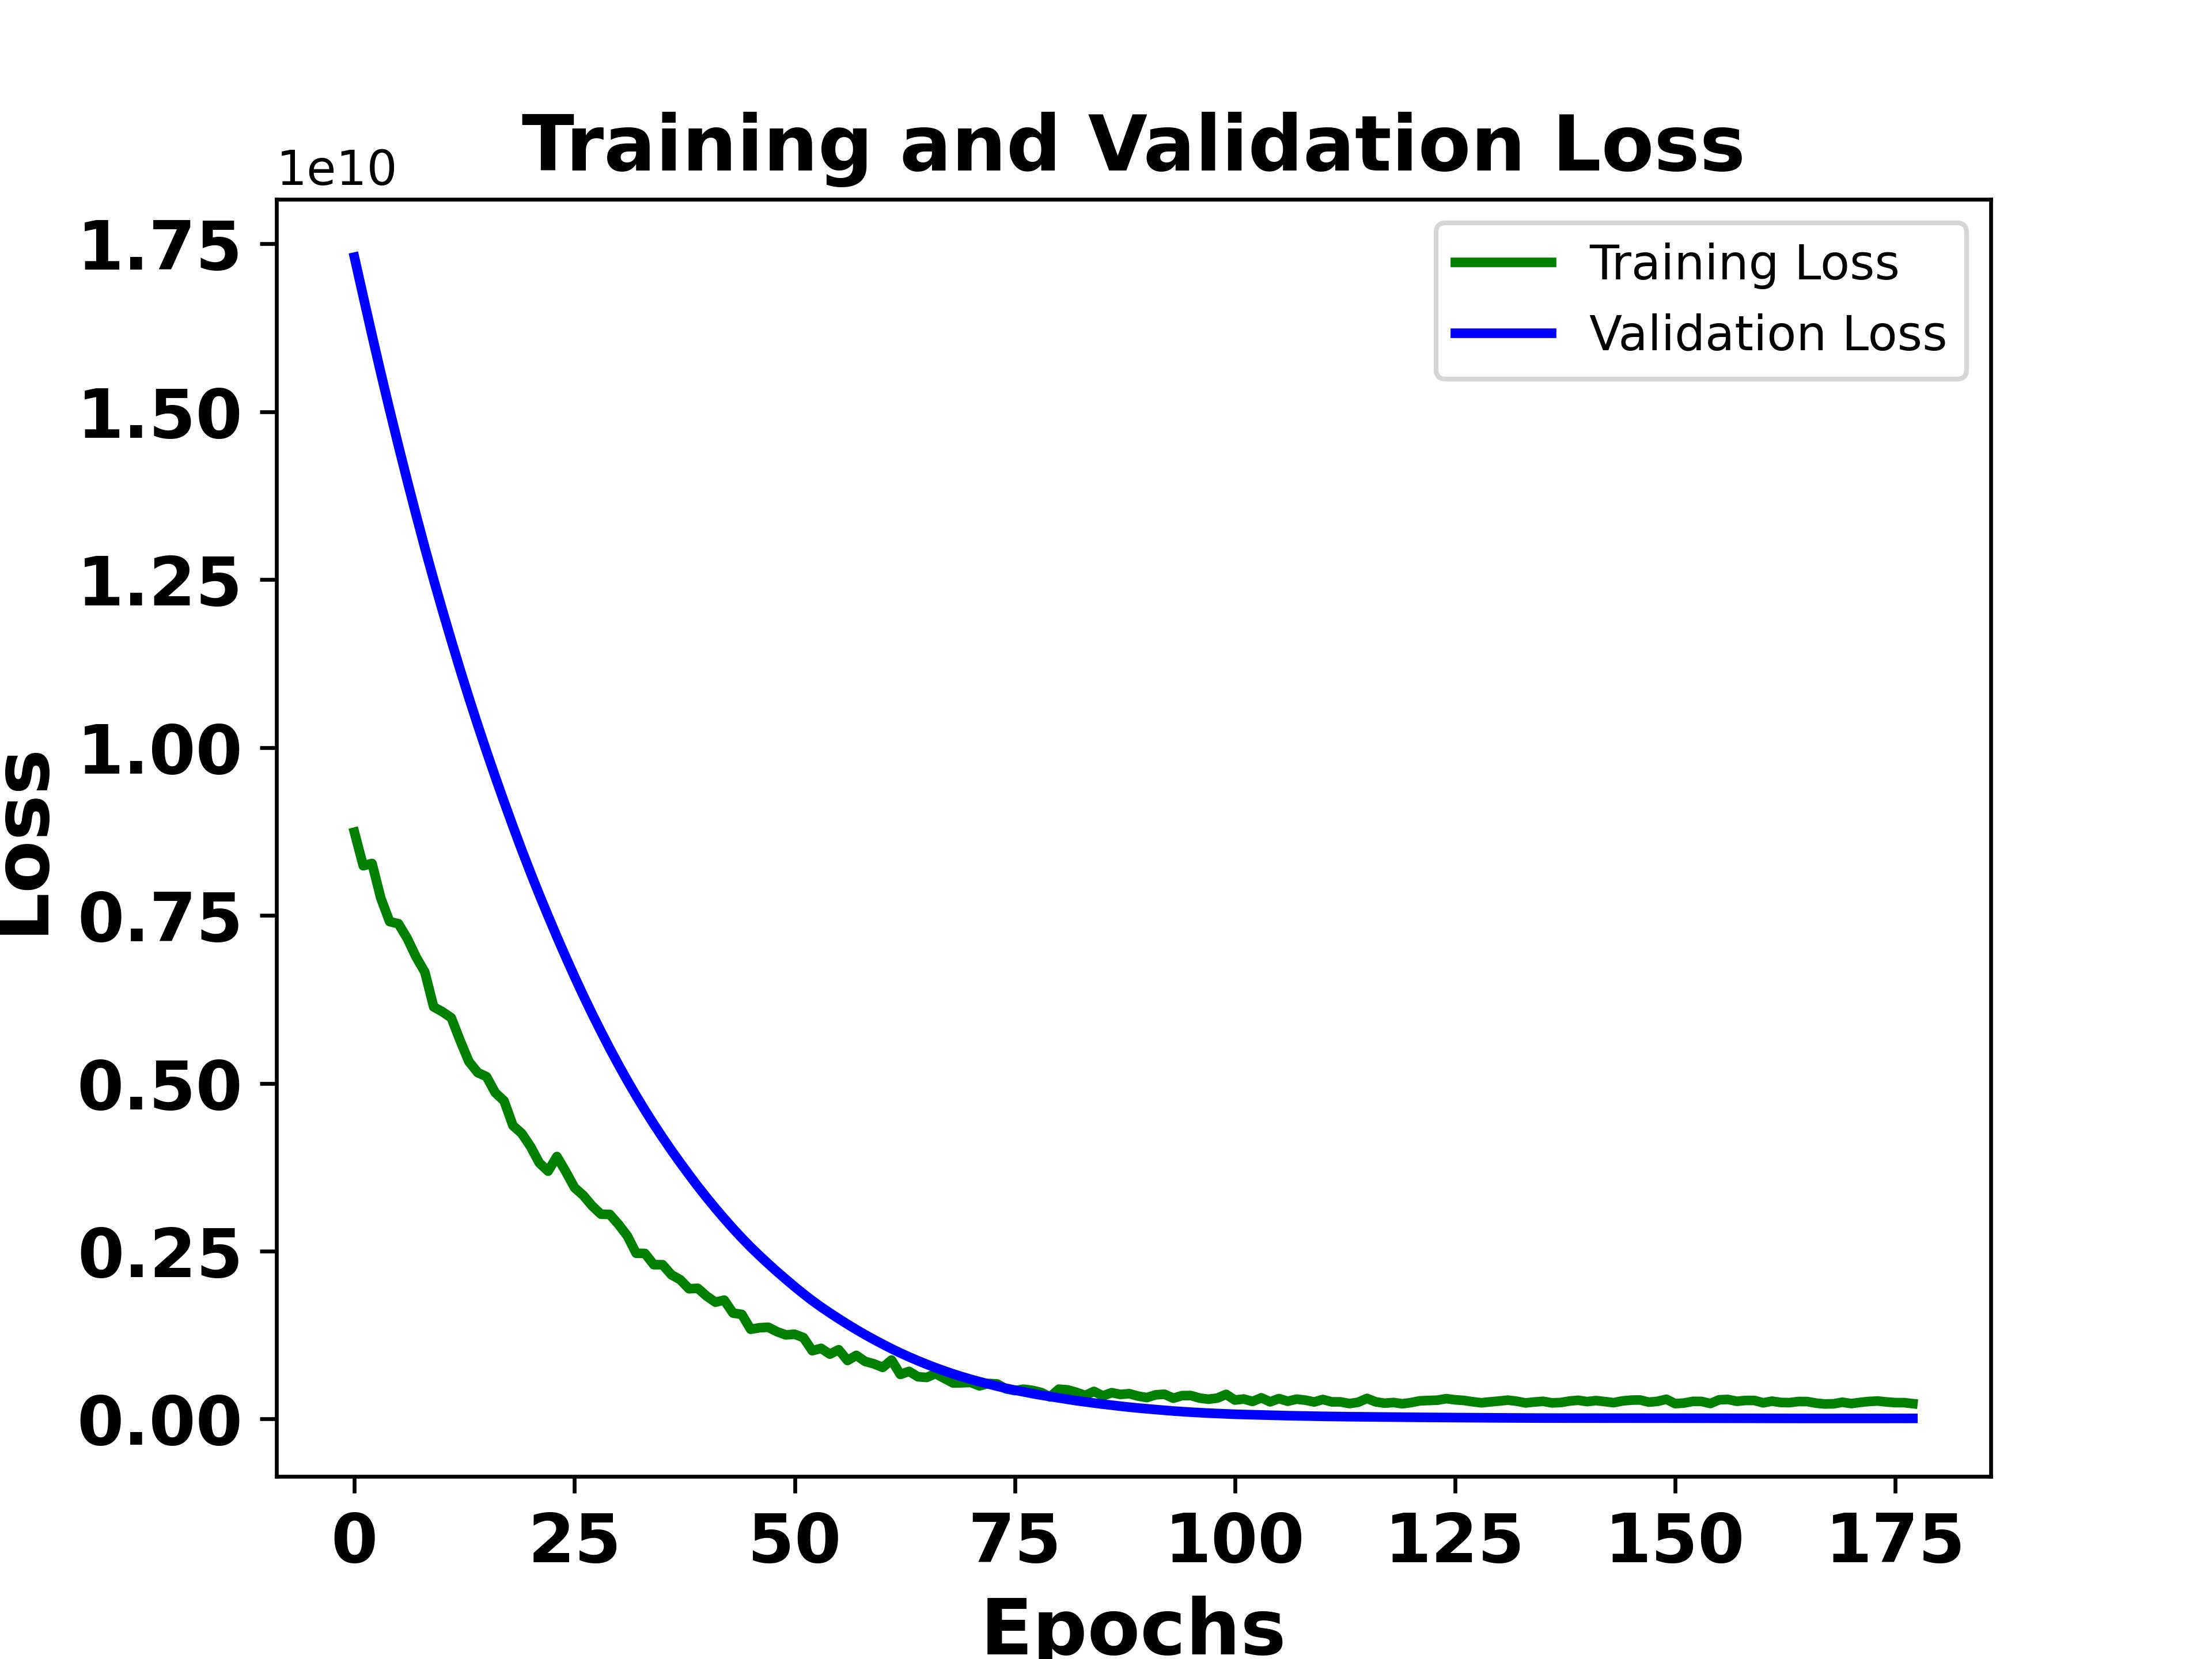 Training and Validation Loss
1e10
Training Loss
Validation Loss
1.75
1.50
1.25
1.00
0.75
0.50
0.25
0.00
Loss
0 25 50 75 100 125 150 175
Epochs